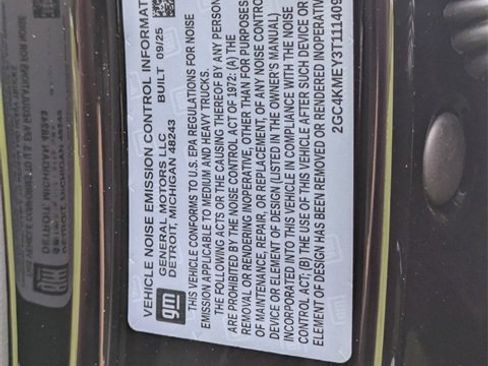 VEHICLE NOISE EMISSION CONTROL INFORMAT
gm
GENERAL MOTORS LLC
DETROIT, MICHIGAN 48243
BUILT 09/25
THIS VEHICLE CONFORMS TO U.S. EPA REGULATIONS FOR NOISE
EMISSION APPLICABLE TO MEDIUM AND HEAVY TRUCKS.
THE FOLLOWING ACTS OR THE CAUSING THEREOF BY ANY PERSON
ARE PROHIBITED BY THE NOISE CONTROL ACT OF 1972: (A) THE
REMOVAL OR RENDERING INOPERATIVE, OTHER THAN FOR PURPOSES
OF MAINTENANCE, REPAIR, OR REPLACEMENT, OF ANY NOISE CONTRO
DEVICE OR ELEMENT OF DESIGN (LISTED IN THE OWNER'S MANUAL)
INCORPORATED INTO THIS VEHICLE IN COMPLIANCE WITH THE NOISE
CONTROL ACT; (B) THE USE OF THIS VEHICLE AFTER SUCH DEVICE OR
ELEMENT OF DESIGN HAS BEEN REMOVED OR RENDERED INOPERATIVE
2GC4KMEY3T111409